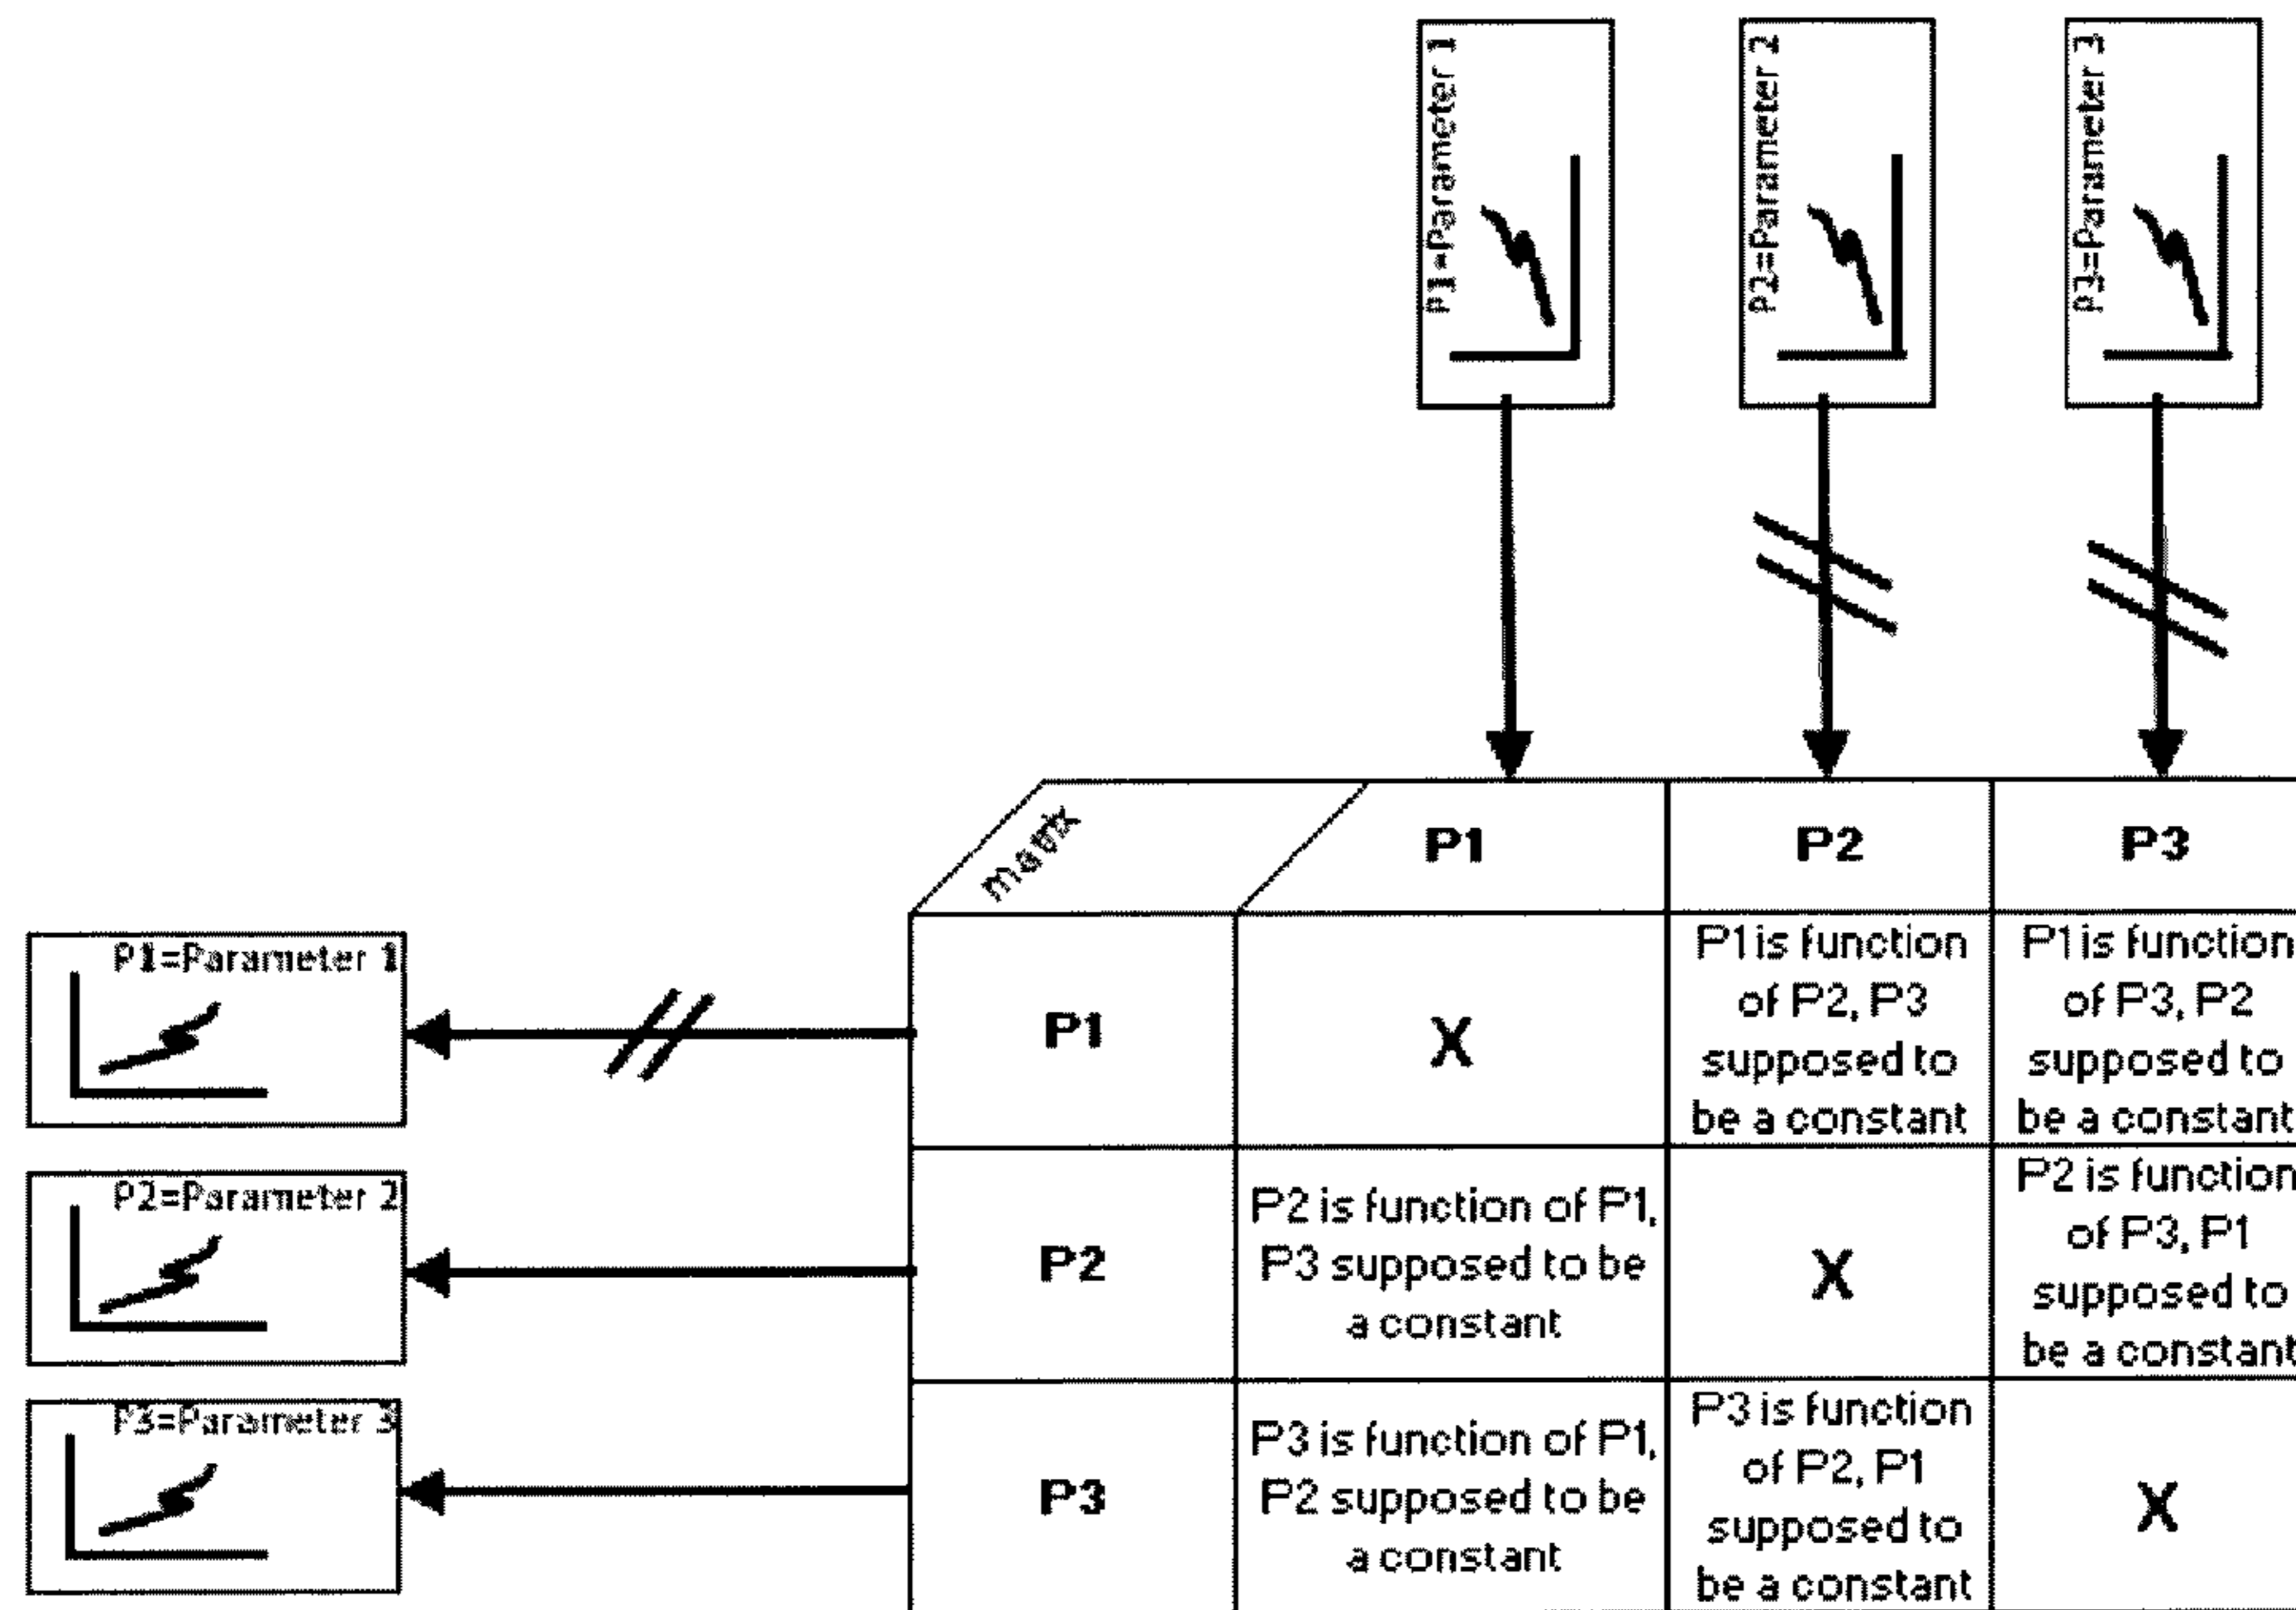 P1=Parameter 1
P2=Parameter 2
P3=Parameter 3
matrix
P1
P2
P3
P1=Parameter 1
P1
X
P1 is function
of P2, P3
supposed to
be a constant
P1 is function
of P3, P2
supposed to
be a constant
P2=Parameter 2
P2
P2 is function of P1,
P3 supposed to be
a constant
X
P2 is function
of P3, P1
supposed to
be a constant
P3=Parameter 3
P3
P3 is function of P1,
P2 supposed to be
a constant
P3 is function
of P2, P1
supposed to
be a constant
X